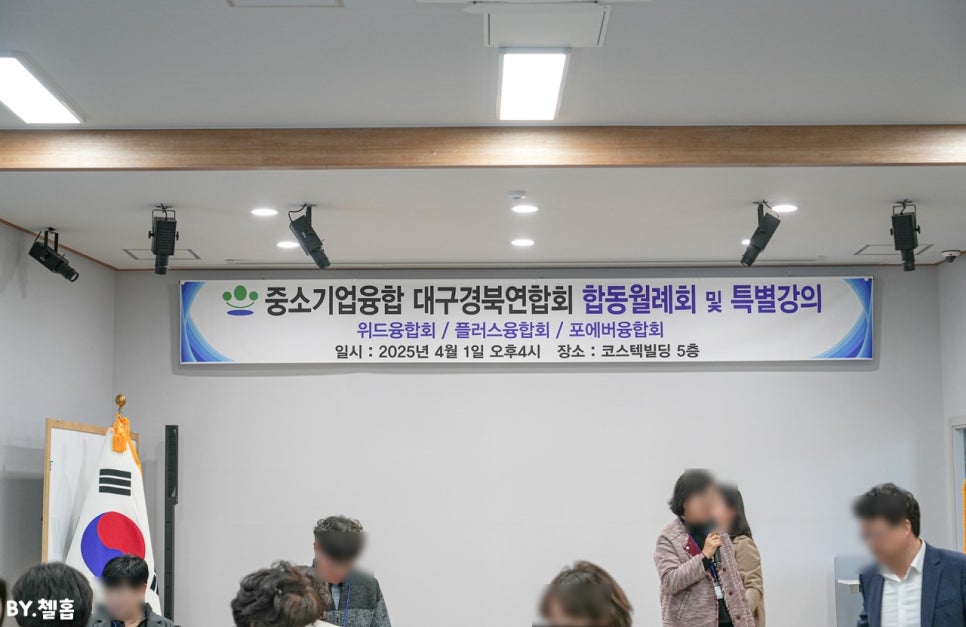 중소기업융합 대구경북연합회 합동월례회 및 특별강의
위드융합회 / 플러스융합회 / 포에버융합회
일시 : 2025년 4월 1일 오후4시 장소 : 코스텍빌딩 5층
BY.첼홉